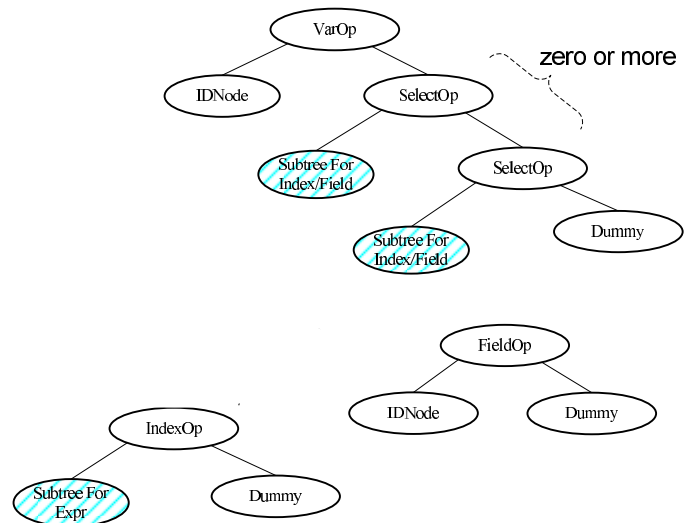 VarOp
zero or more
IDNode
SelectOp
Subtree For
Index/Field
SelectOp
Subtree For
Index/Field
Dummy
FieldOp
IDNode
Dummy
IndexOp
Subtree For
Expr
Dummy